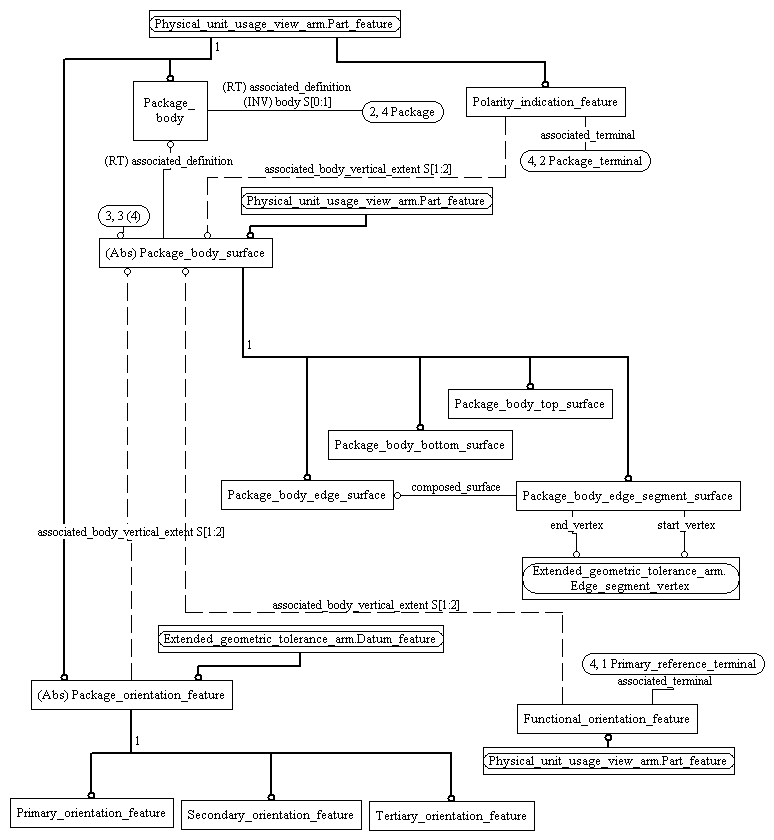 Physical_unit_usage_view_arm.Part_feature
1
Package_
body
(RT) associated_definition
(INV) body S[0:1]
2, 4 Package
Polarity_indication_feature
associated_terminal
4, 2 Package_terminal
(RT) associated_definition
associated_body_vertical_extent S[1:2]
Physical_unit_usage_view_arm.Part_feature
3, 3 (4)
(Abs) Package_body_surface
1
Package_body_top_surface
Package_body_bottom_surface
Package_body_edge_surface
composed_surface
Package_body_edge_segment_surface
end_vertex
start_vertex
associated_body_vertical_extent S[1:2]
Extended_geometric_tolerance_arm.
Edge_segment_vertex
associated_body_vertical_extent S[1:2]
Extended_geometric_tolerance_arm.Datum_feature
4, 1 Primary_reference_terminal
associated_terminal
(Abs) Package_orientation_feature
Functional_orientation_feature
1
Physical_unit_usage_view_arm.Part_feature
Primary_orientation_feature
Secondary_orientation_feature
Tertiary_orientation_feature